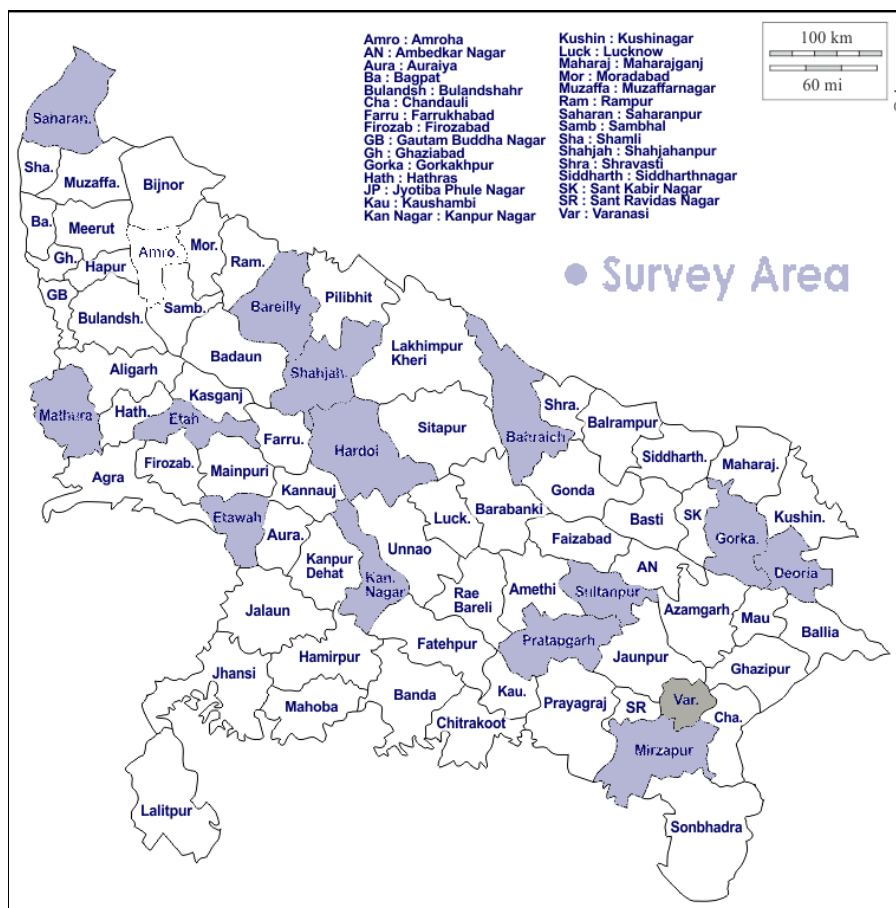 Amro : Amroha
AN : Ambedkar Nagar
Aura : Auraiya
Ba : Bagpat
Bulandsh : Bulandshahr
Cha : Chandauli
Farru : Farrukhabad
Firozab : Firozabad
GB : Gautam Buddha Nagar
Gh : Ghaziabad
Gorka : Gorkakhpur
Hath : Hathras
JP : Jyotiba Phule Nagar
Kau : Kaushambi
Kan Nagar : Kanpur Nagar
Kushin : Kushinagar
Luck : Lucknow
Maharaj : Maharajganj
Mor : Moradabad
Muzaffa : Muzaffarnagar
Ram : Rampur
Saharan : Saharanpur
Samb : Sambhal
Sha : Shamli
Shahjah : Shahjahanpur
Shra : Shravasti
Siddharth : Siddharthnagar
SK : Sant Kabir Nagar
SR : Sant Ravidas Nagar
Var : Varanasi
100 km
60 mi
Survey Area
Saharan.
Sha.
Muzaffa.
Bijnor
Ba.
Meerut
Amro.
Mor.
Ram.
Gh.
Hapur
GB
Bulandsh.
Samb.
Bareilly
Pilibhit
Badaun
Shahjah.
Lakhimpur
Kheri
Aligarh
Kasganj
Mathura
Hath.
Etah
Farru.
Hardoi
Sitapur
Bahraich
Shra.
Balrampur
Siddharth.
Maharaj.
Agra
Firozab.
Mainpuri
Kannauj
Etawah
Aura.
Kanpur
Dehat
Kan.
Nagar
Unnao
Luck.
Barabanki
Gonda
Faizabad
Basti
SK
Gorka.
Kushin.
Deoria
Jalaun
Rae
Bareli
Amethi
Sultanpur
AN
Azamgarh
Mau
Ballia
Pratapgarh
Jaunpur
Ghazipur
Fatehpur
Hamirpur
Jhansi
Mahoba
Banda
Chitrakoot
Kau.
Prayagraj
SR
Var.
Cha.
Mirzapur
Lalitpur
Sonbhadra